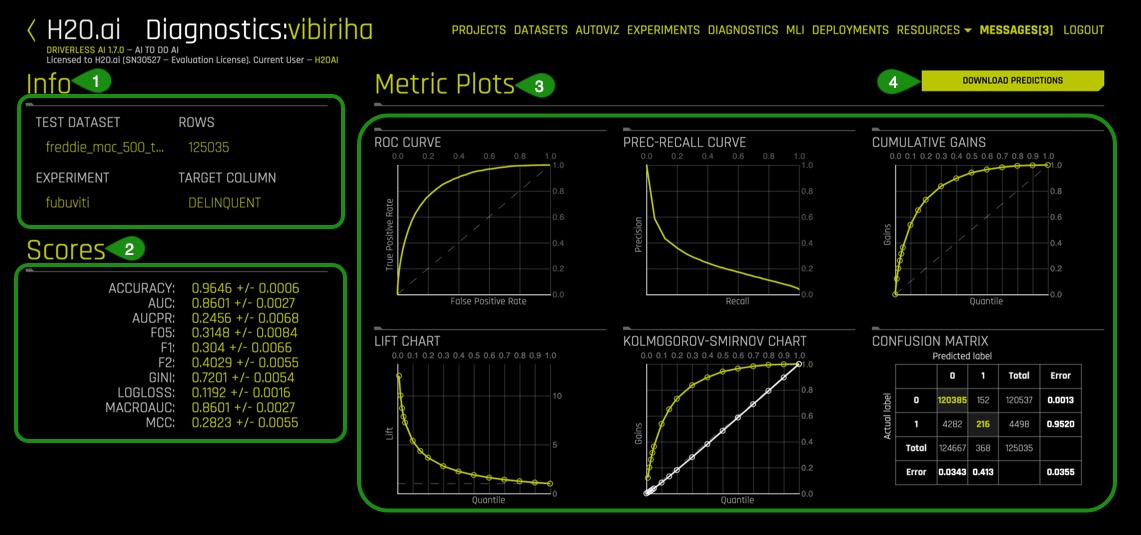 H2O.ai Diagnostics:vibiriha
PROJECTS DATASETS AUTOVIZ EXPERIMENTS DIAGNOSTICS MLI DEPLOYMENTS RESOURCES MESSAGES[3] LOGOUT
DRIVERLESS AI 1.7.0 – AI TO DO AI
Licensed to H2O.ai (SN30527 – Evaluation License). Current User – H2OAI
Info 1
TEST DATASET ROWS
freddie_mac_500_t... 125035
EXPERIMENT TARGET COLUMN
fubuviti DELINQUENT
Scores 2
ACCURACY: 0.9646 +/- 0.0006
AUC: 0.8601 +/- 0.0027
AUCPR: 0.2456 +/- 0.0068
F05: 0.3148 +/- 0.0084
F1: 0.304 +/- 0.0066
F2: 0.4029 +/- 0.0055
GINI: 0.7201 +/- 0.0054
LOGLOSS: 0.1192 +/- 0.0016
MACROAUC: 0.8601 +/- 0.0027
MCC: 0.2823 +/- 0.0055
Metric Plots 3
4 DOWNLOAD PREDICTIONS
ROC CURVE
0.0 0.2 0.4 0.6 0.8 1.0
1.0
0.8
0.6
0.4
0.2
0.0
True Positive Rate
False Positive Rate
PREC-RECALL CURVE
0.0 0.2 0.4 0.6 0.8 1.0
1.0
0.8
0.6
0.4
0.2
0.0
Precision
Recall
CUMULATIVE GAINS
0.0 0.1 0.2 0.3 0.4 0.5 0.6 0.7 0.8 0.9 1.0
1.0
0.8
0.6
0.4
0.2
0.0
Gains
Quantile
LIFT CHART
0.0 0.1 0.2 0.3 0.4 0.5 0.6 0.7 0.8 0.9 1.0
10
5
0
Lift
Quantile
KOLMOGOROV-SMIRNOV CHART
0.0 0.1 0.2 0.3 0.4 0.5 0.6 0.7 0.8 0.9 1.0
1.0
0.8
0.6
0.4
0.2
0.0
Gains
Quantile
CONFUSION MATRIX
Predicted label
Actual label
0 1 Total Error
0 120385 152 120537 0.0013
1 4282 216 4498 0.9520
Total 124667 368 125035
Error 0.0343 0.413 0.0355